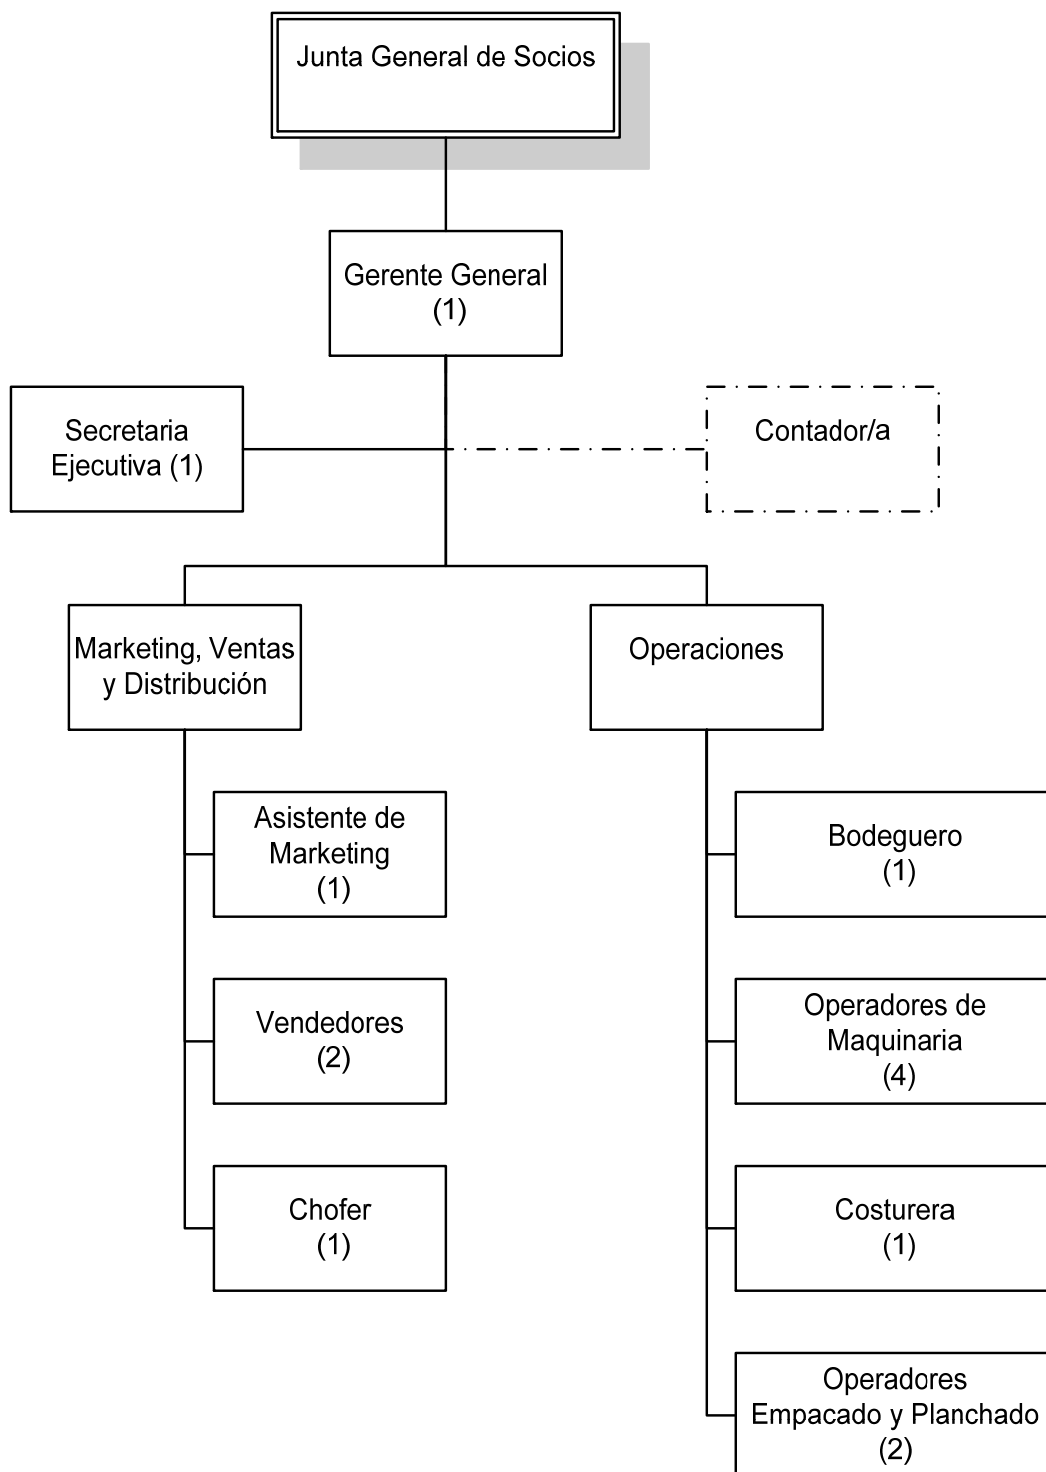 Junta General de Socios
Gerente General
(1)
Secretaria
Ejecutiva (1)
Contador/a
Marketing, Ventas
y Distribución
Operaciones
Asistente de
Marketing
(1)
Vendedores
(2)
Chofer
(1)
Bodeguero
(1)
Operadores de
Maquinaria
(4)
Costurera
(1)
Operadores
Empacado y Planchado
(2)